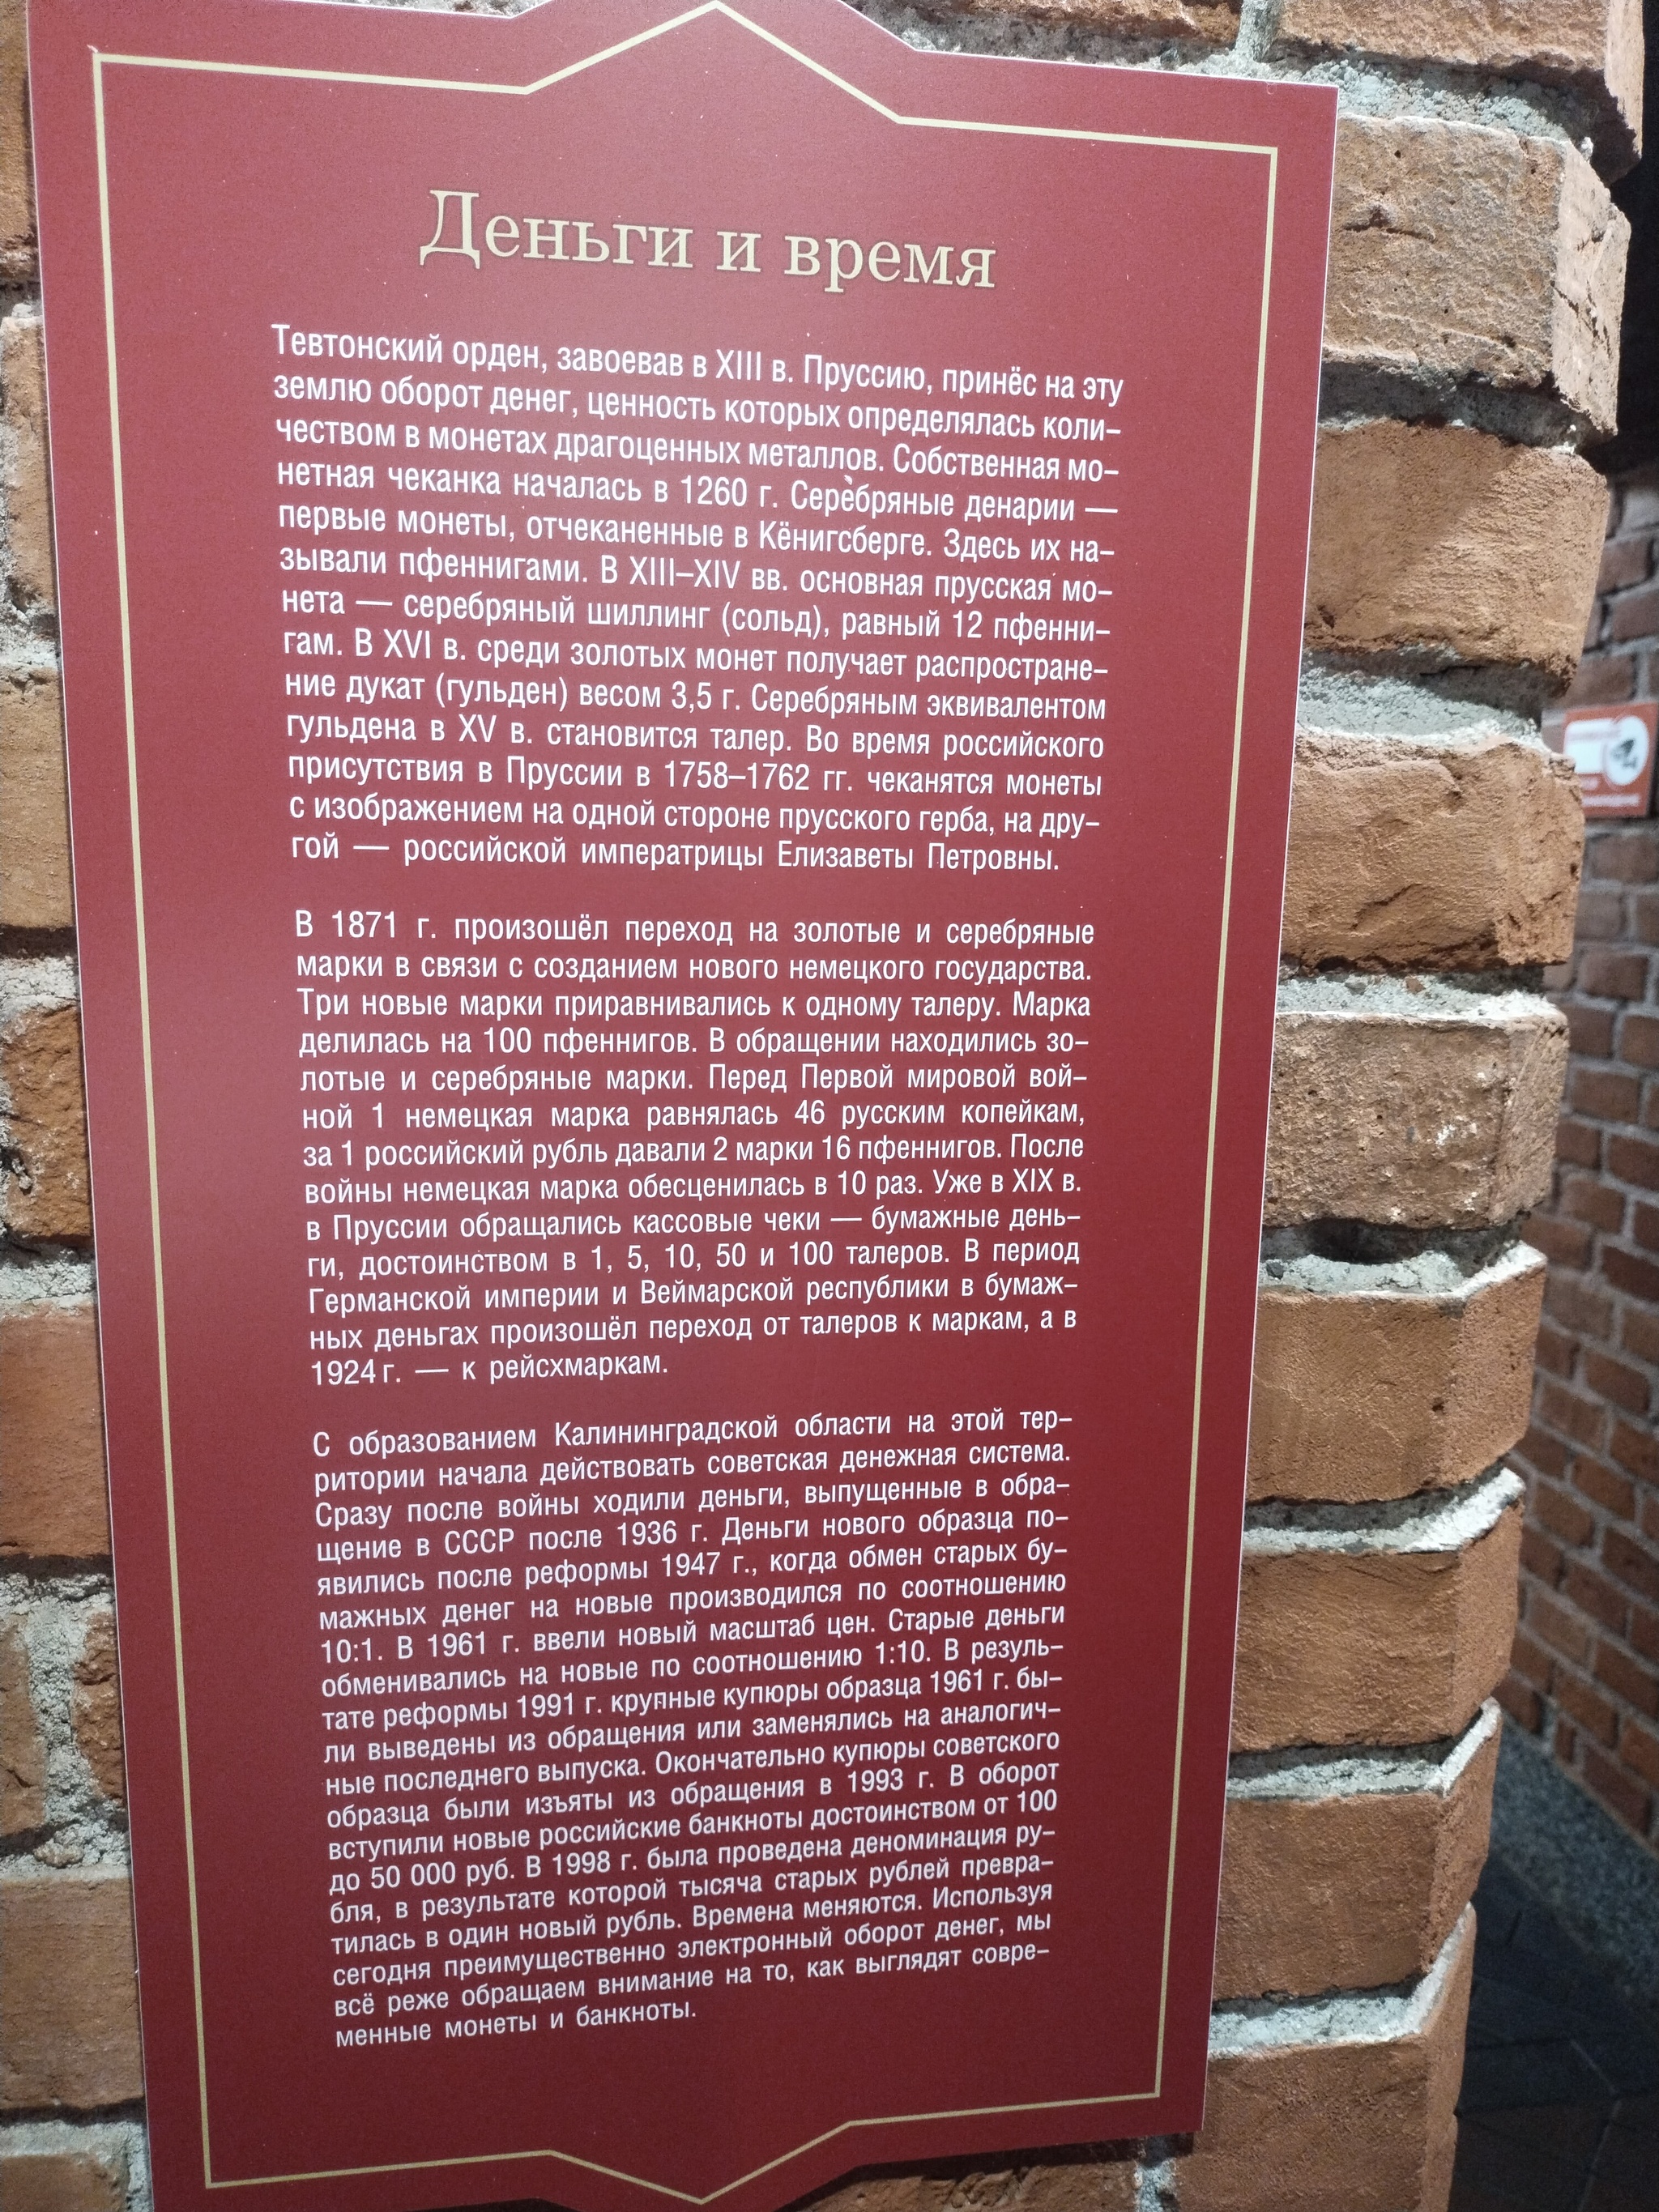 Деньги и время
Тевтонский орден, завоевав в XIII в. Пруссию, принёс на эту
землю оборот денег, ценность которых определялась коли-
чеством в монетах драгоценных металлов. Собственная мо-
нетная чеканка началась в 1260 г. Серебряные денарии —
первые монеты, отчеканенные в Кёнигсберге. Здесь их на-
зывали пфеннигами. В XIII–XIV вв. основная прусская мо-
нета — серебряный шиллинг (сольд), равный 12 пфенни-
гам. В XVI в. среди золотых монет получает распростране-
ние дукат (гульден) весом 3,5 г. Серебряным эквивалентом
гульдена в XV в. становится талер. Во время российского
присутствия в Пруссии в 1758–1762 гг. чеканятся монеты
с изображением на одной стороне прусского герба, на дру-
гой — российской императрицы Елизаветы Петровны.
В 1871 г. произошёл переход на золотые и серебряные
марки в связи с созданием нового немецкого государства.
Три новые марки приравнивались к одному талеру. Марка
делилась на 100 пфеннигов. В обращении находились зо-
лотые и серебряные марки. Перед Первой мировой вой-
ной 1 немецкая марка равнялась 46 русским копейкам,
за 1 российский рубль давали 2 марки 16 пфеннигов. После
войны немецкая марка обесценилась в 10 раз. Уже в XIX в.
в Пруссии обращались кассовые чеки — бумажные день-
ги, достоинством в 1, 5, 10, 50 и 100 талеров. В период
Германской империи и Веймарской республики в бумаж-
ных деньгах произошёл переход от талеров к маркам, а в
1924 г. — к рейсхмаркам.
С образованием Калининградской области на этой тер-
ритории начала действовать советская денежная система.
Сразу после войны ходили деньги, выпущенные в обра-
щение в СССР после 1936 г. Деньги нового образца по-
явились после реформы 1947 г., когда обмен старых бу-
мажных денег на новые производился по соотношению
10:1. В 1961 г. ввели новый масштаб цен. Старые деньги
обменивались на новые по соотношению 1:10. В резуль-
тате реформы 1991 г. крупные купюры образца 1961 г. бы-
ли выведены из обращения или заменялись на аналогич-
ные последнего выпуска. Окончательно купюры советского
образца были изъяты из обращения в 1993 г. В оборот
вступили новые российские банкноты достоинством от 100
до 50 000 руб. В 1998 г. была проведена деноминация ру-
бля, в результате которой тысяча старых рублей превра-
тилась в один новый рубль. Времена меняются. Используя
сегодня преимущественно электронный оборот денег, мы
всё реже обращаем внимание на то, как выглядят совре-
менные монеты и банкноты.